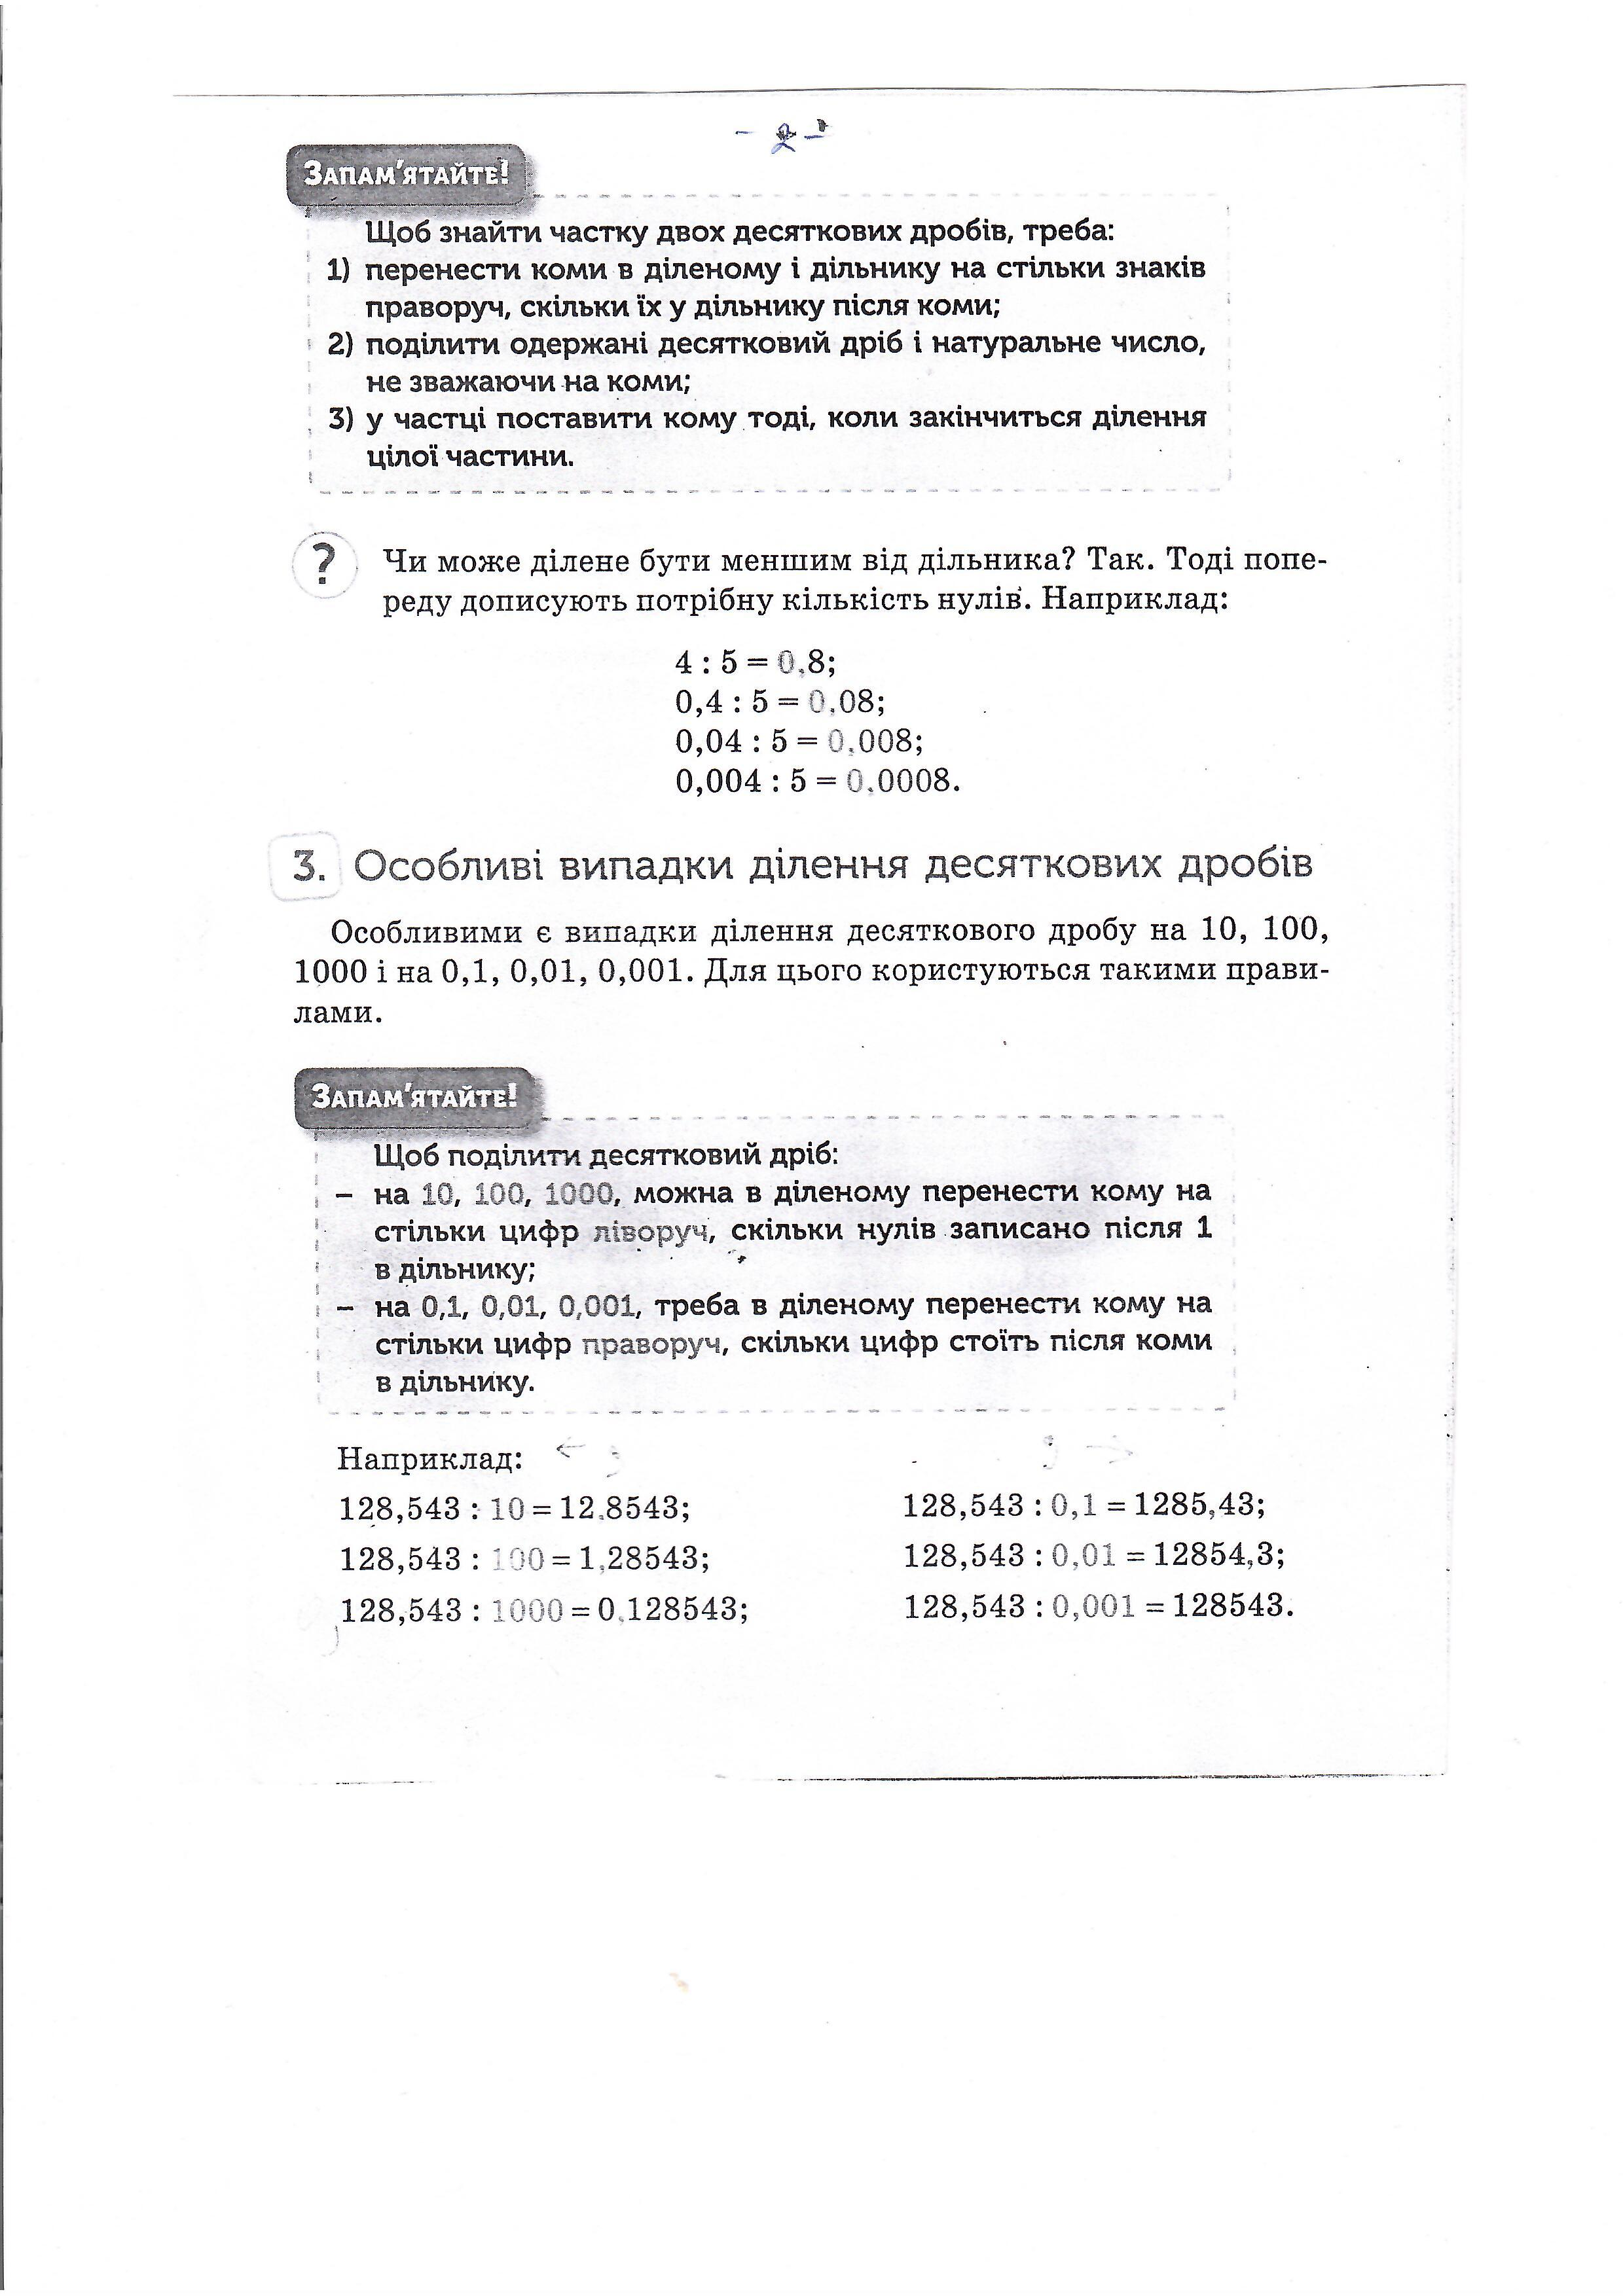 - 2 -
ЗАПАМ'ЯТАЙТЕ!
Щоб знайти частку двох десяткових дробів, треба:
1) перенести коми в діленому і дільнику на стільки знаків
праворуч, скільки їх у дільнику після коми;
2) поділити одержані десятковий дріб і натуральне число,
не зважаючи на коми;
3) у частці поставити кому тоді, коли закінчиться ділення
цілої частини.
? Чи може ділене бути меншим від дільника? Так. Тоді попе-
реду дописують потрібну кількість нулів. Наприклад:
4 : 5 = 0,8;
0,4 : 5 = 0,08;
0,04 : 5 = 0,008;
0,004 : 5 = 0,0008.
3. Особливі випадки ділення десяткових дробів
Особливими є випадки ділення десяткового дробу на 10, 100,
1000 і на 0,1, 0,01, 0,001. Для цього користуються такими прави-
лами.
ЗАПАМ'ЯТАЙТЕ!
Щоб поділити десятковий дріб:
– на 10, 100, 1000, можна в діленому перенести кому на
стільки цифр ліворуч, скільки нулів записано після 1
в дільнику;
– на 0,1, 0,01, 0,001, треба в діленому перенести кому на
стільки цифр праворуч, скільки цифр стоїть після коми
в дільнику.
Наприклад:
128,543 : 10 = 12,8543;
128,543 : 100 = 1,28543;
128,543 : 1000 = 0,128543;
128,543 : 0,1 = 1285,43;
128,543 : 0,01 = 12854,3;
128,543 : 0,001 = 128543.